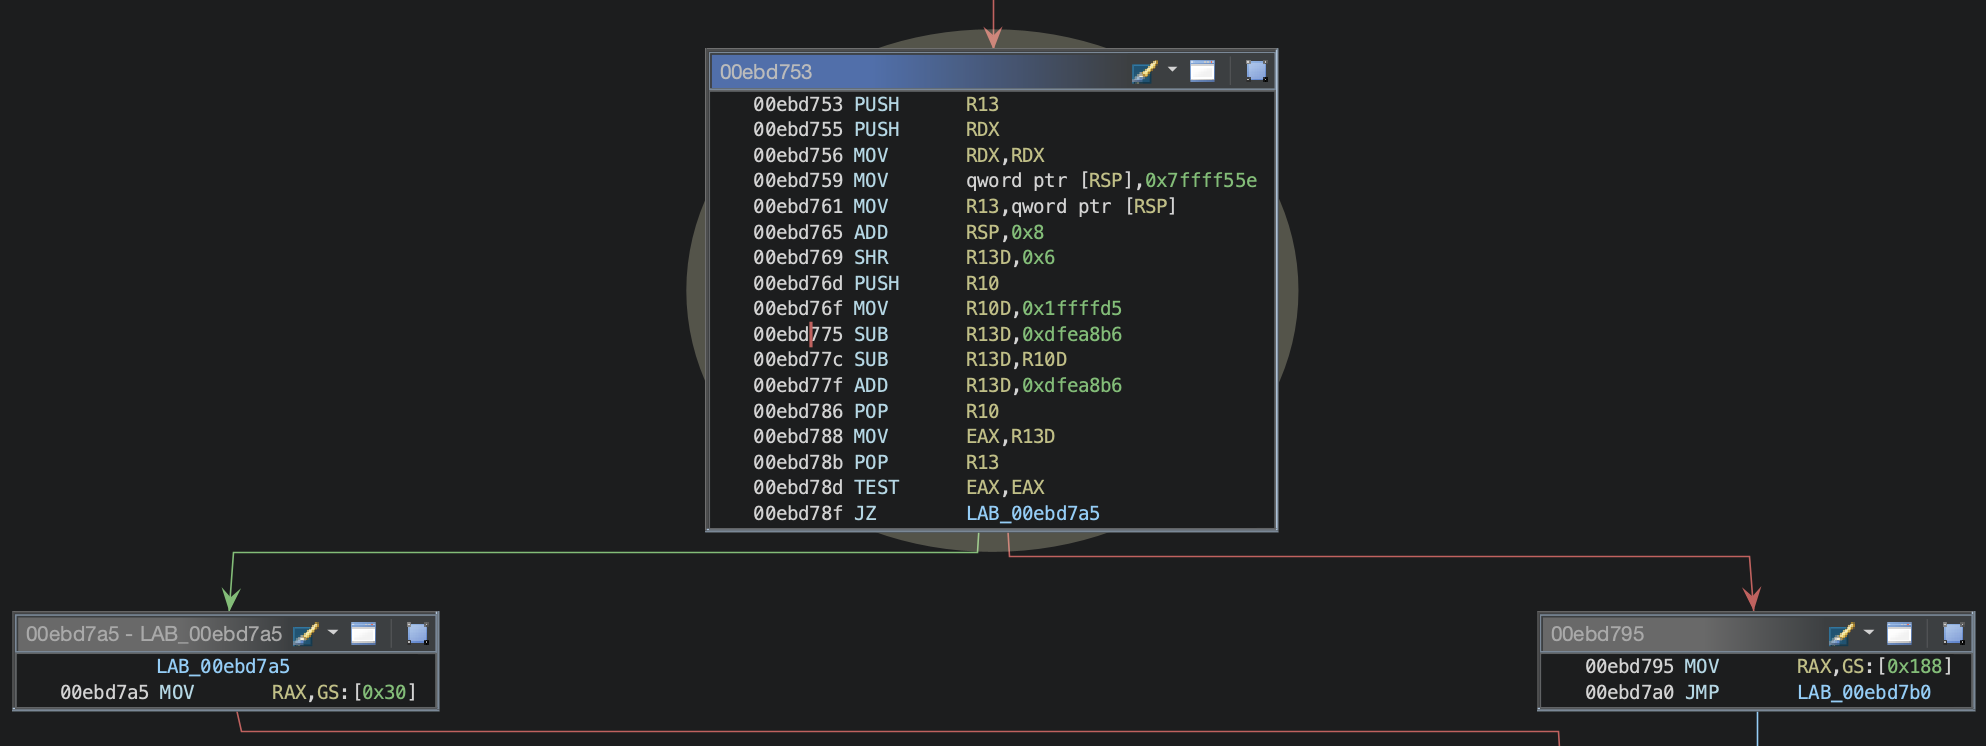 00ebd753
00ebd753 PUSH R13
00ebd755 PUSH RDX
00ebd756 MOV RDX,RDX
00ebd759 MOV qword ptr [RSP],0x7ffff55e
00ebd761 MOV R13,qword ptr [RSP]
00ebd765 ADD RSP,0x8
00ebd769 SHR R13D,0x6
00ebd76d PUSH R10
00ebd76f MOV R10D,0x1ffffd5
00ebd775 SUB R13D,0xdfea8b6
00ebd77c SUB R13D,R10D
00ebd77f ADD R13D,0xdfea8b6
00ebd786 POP R10
00ebd788 MOV EAX,R13D
00ebd78b POP R13
00ebd78d TEST EAX,EAX
00ebd78f JZ LAB_00ebd7a5
00ebd7a5 - LAB_00ebd7a5
LAB_00ebd7a5
00ebd7a5 MOV RAX,GS:[0x30]
00ebd795
00ebd795 MOV RAX,GS:[0x188]
00ebd7a0 JMP LAB_00ebd7b0